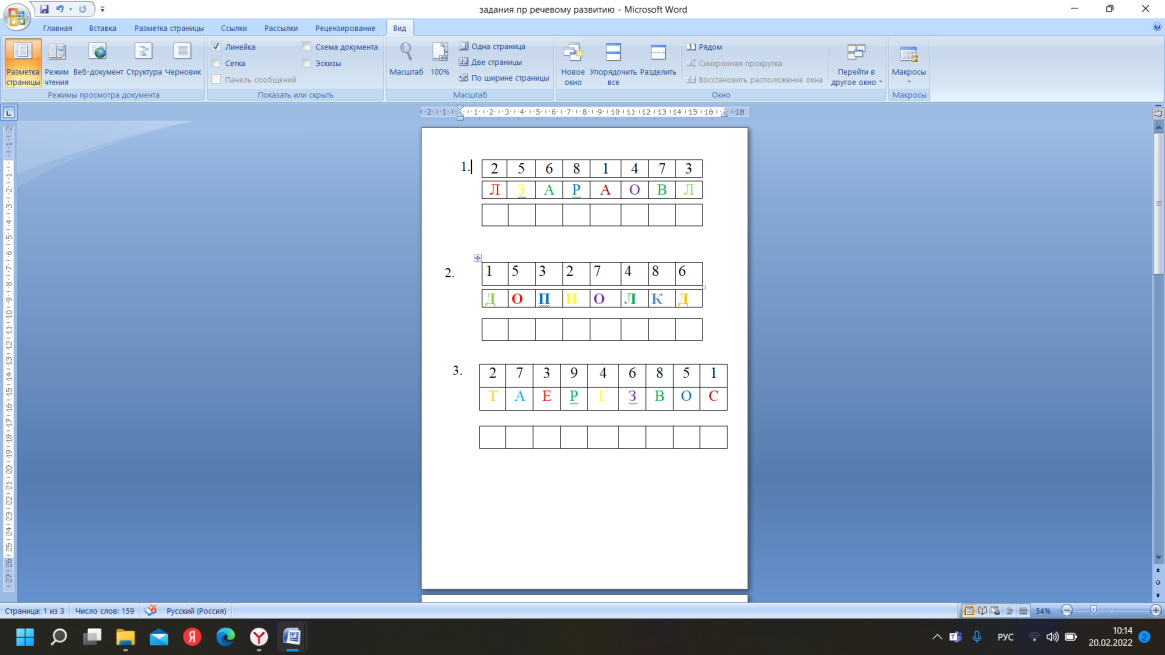 задания пр речевому развитию - Microsoft Word
Главная Вставка Разметка страницы Ссылки Рассылки Рецензирование Вид
Разметка страницы Режим чтения Веб-документ Структура Черновик
Режимы просмотра документа
Линейка Схема документа
Сетка Эскизы
Панель сообщений
Показать или скрыть
Масштаб 100%
Одна страница
Две страницы
По ширине страницы
Масштаб
Новое окно Упорядочить все Разделить
Рядом
Синхронная прокрутка
Восстановить расположение окна
Перейти в другое окно
Окно
Макросы
Макросы
1. 2 5 6 8 1 4 7 3
Л З А Р А О В Л
2. 1 5 3 2 7 4 8 6
Д О П И О Л К Д
3. 2 7 3 9 4 6 8 5 1
Т А Е Р Г З В О С
Страница: 1 из 3 Число слов: 159 Русский (Россия) 54%
РУС 10:14
20.02.2022 2